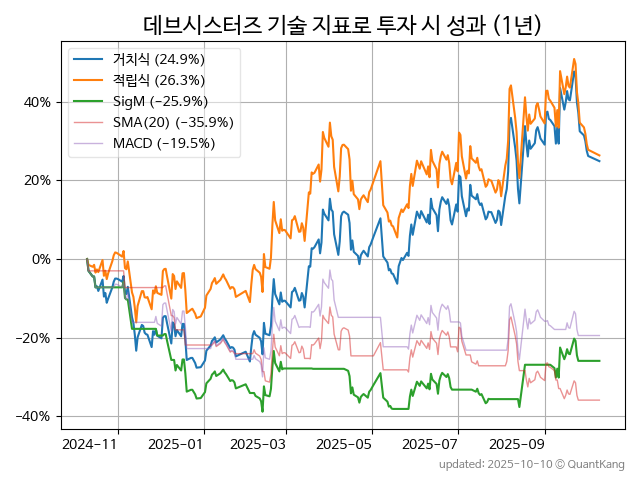 데브시스터즈 기술 지표로 투자 시 성과 (1년)
거치식 (24.9%)
적립식 (26.3%)
SigM (−25.9%)
SMA(20) (−35.9%)
MACD (−19.5%)
40%
20%
0%
−20%
−40%
2024-11 2025-01 2025-03 2025-05 2025-07 2025-09
updated: 2025-10-10 ⓒ QuantKang